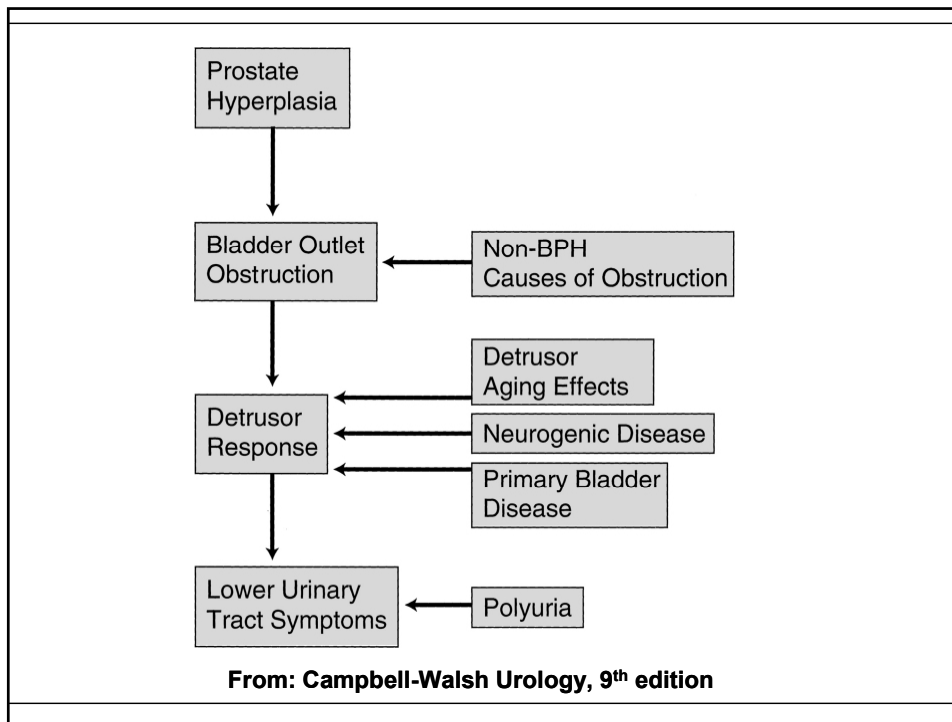 Prostate
Hyperplasia
Bladder Outlet
Obstruction
Non-BPH
Causes of Obstruction
Detrusor
Aging Effects
Detrusor
Response
Neurogenic Disease
Primary Bladder
Disease
Lower Urinary
Tract Symptoms
Polyuria
From: Campbell-Walsh Urology, 9th edition